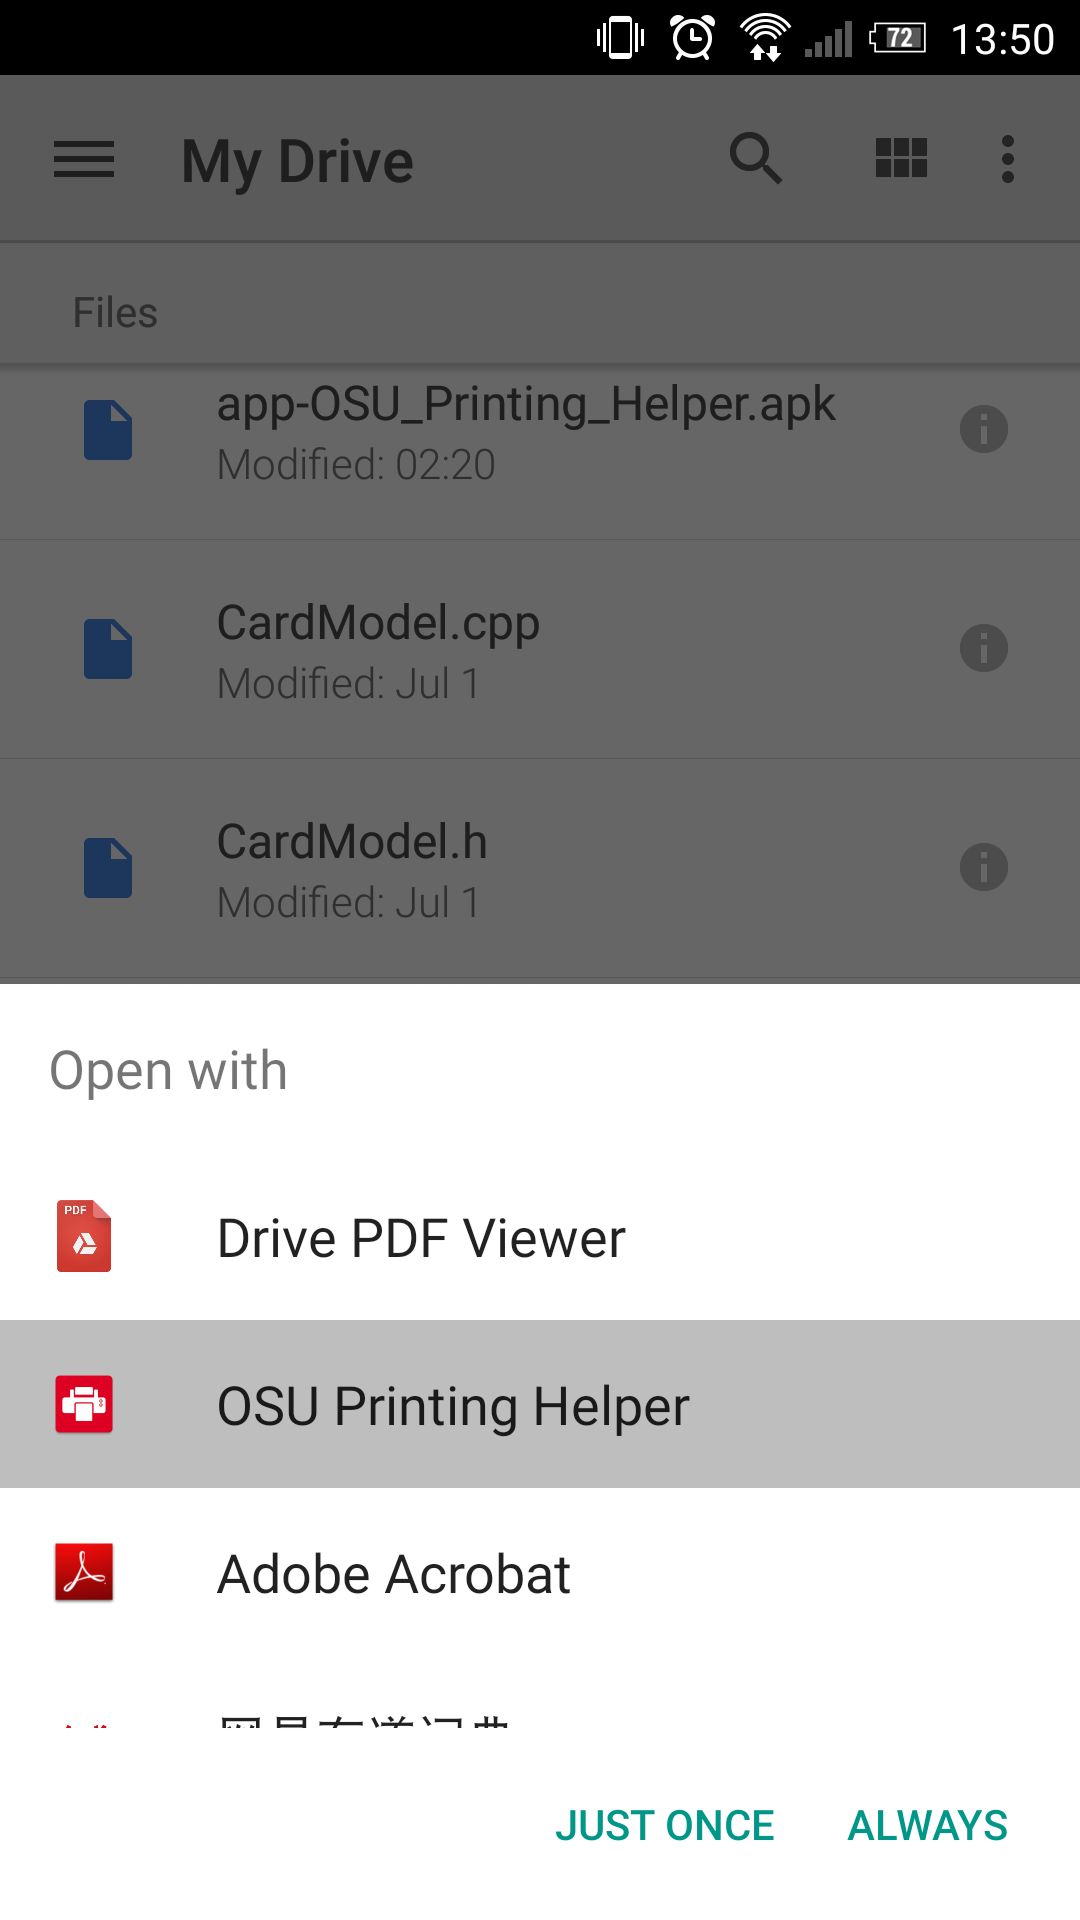 72 13:50
My Drive
Files
app-OSU_Printing_Helper.apk
Modified: 02:20
CardModel.cpp
Modified: Jul 1
CardModel.h
Modified: Jul 1
Open with
PDF
Drive PDF Viewer
OSU Printing Helper
Adobe Acrobat
JUST ONCE ALWAYS